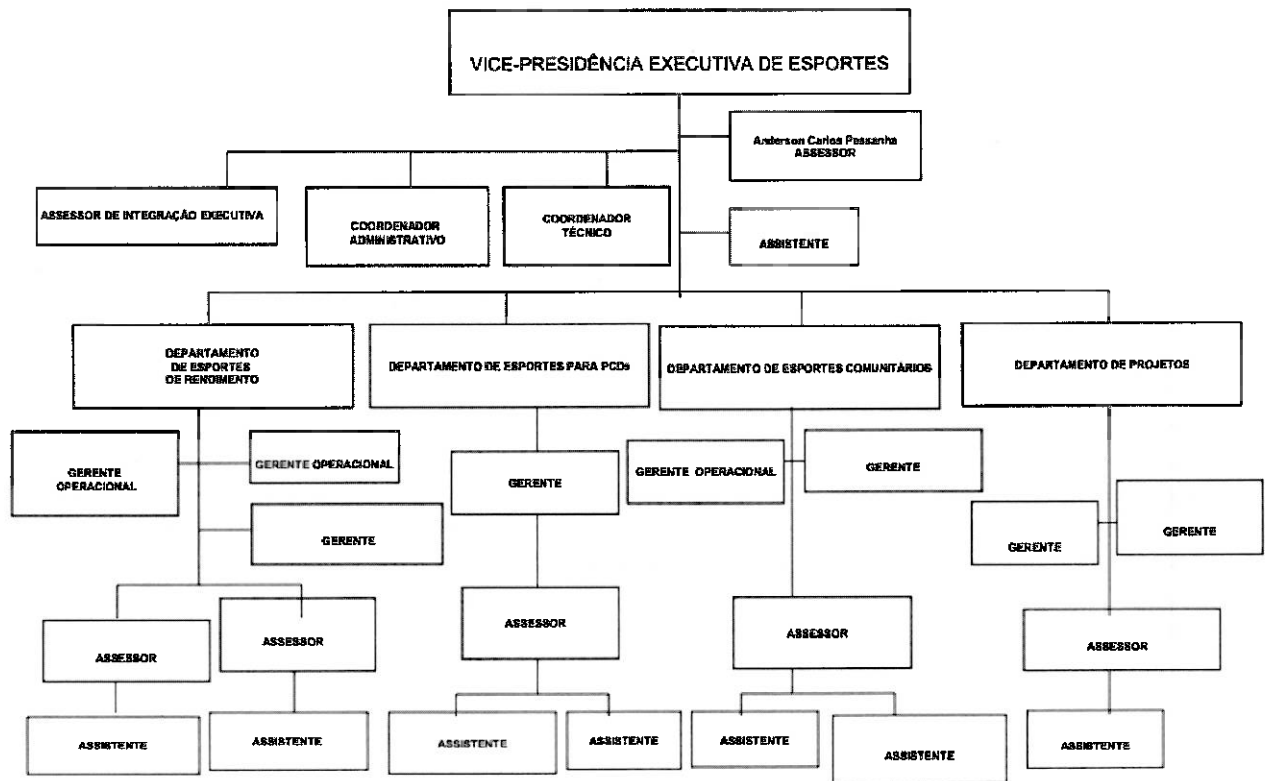 VICE-PRESIDÊNCIA EXECUTIVA DE ESPORTES
Anderson Carlos Passanha
ASSESSOR
ASSESSOR DE INTEGRAÇÃO EXECUTIVA
COORDENADOR
ADMINISTRATIVO
COORDENADOR
TÉCNICO
ASSISTENTE
DEPARTAMENTO
DE ESPORTES
DE RENDIMENTO
DEPARTAMENTO DE ESPORTES PARA PCDs
DEPARTAMENTO DE ESPORTES COMUNITÁRIOS
DEPARTAMENTO DE PROJETOS
GERENTE
OPERACIONAL
GERENTE OPERACIONAL
GERENTE
GERENTE
GERENTE OPERACIONAL
GERENTE
GERENTE
GERENTE
ASSESSOR
ASSESSOR
ASSESSOR
ASSESSOR
ASSESSOR
ASSISTENTE
ASSISTENTE
ASSISTENTE
ASSISTENTE
ASSISTENTE
ASSISTENTE
ASSISTENTE